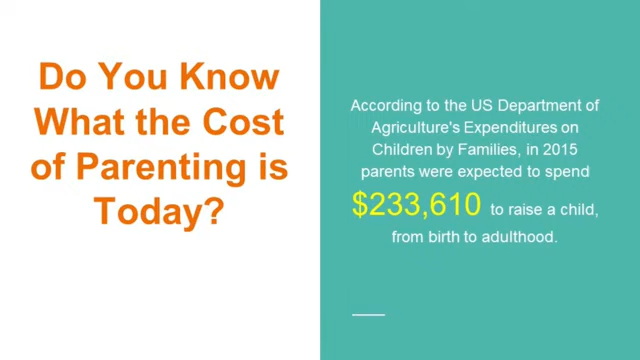 Do You Know
What the Cost
of Parenting is
Today?
According to the US Department of
Agriculture's Expenditures on
Children by Families, in 2015
parents were expected to spend
$233,610 to raise a child,
from birth to adulthood.